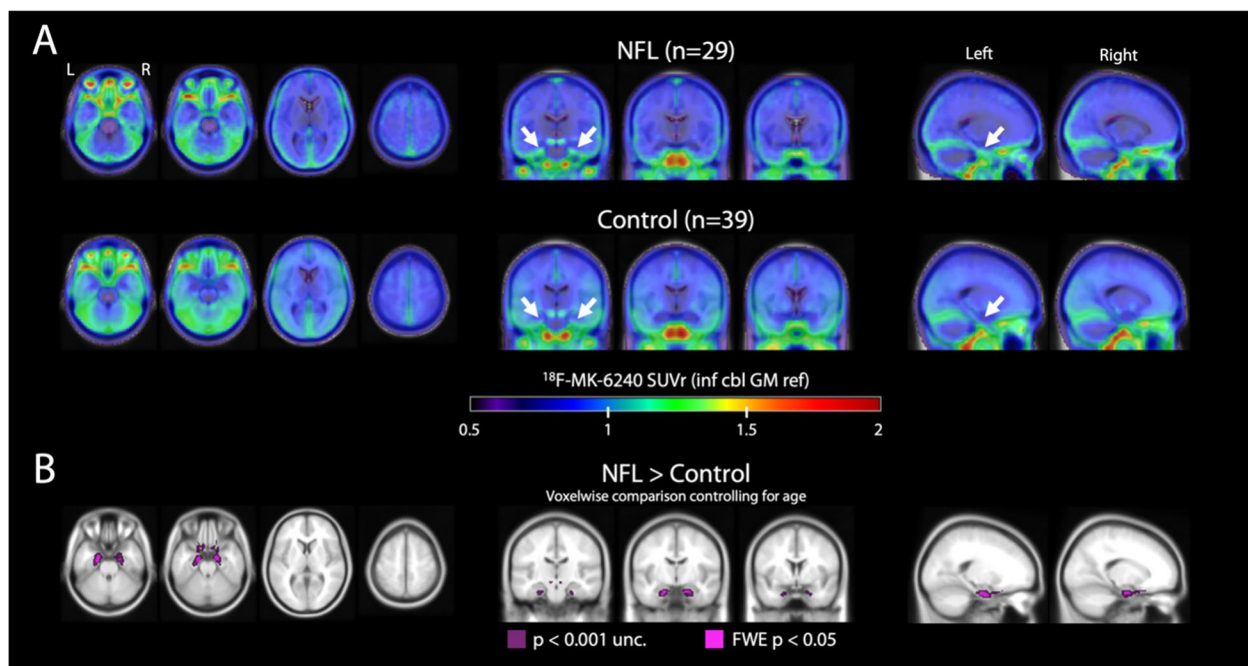 A
NFL (n=29)
L R
Left Right
Control (n=39)
¹⁸F-MK-6240 SUVr (inf cbl GM ref)
0.5 1 1.5 2
B
NFL > Control
Voxelwise comparison controlling for age
p < 0.001 unc. FWE p < 0.05